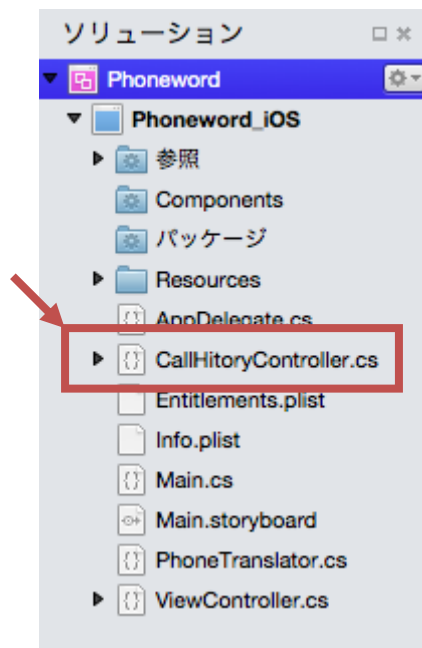 ソリューション
Phoneword
Phoneword_iOS
参照
Components
パッケージ
Resources
AppDelegate.cs
CallHitoryController.cs
Entitlements.plist
Info.plist
Main.cs
Main.storyboard
PhoneTranslator.cs
ViewController.cs